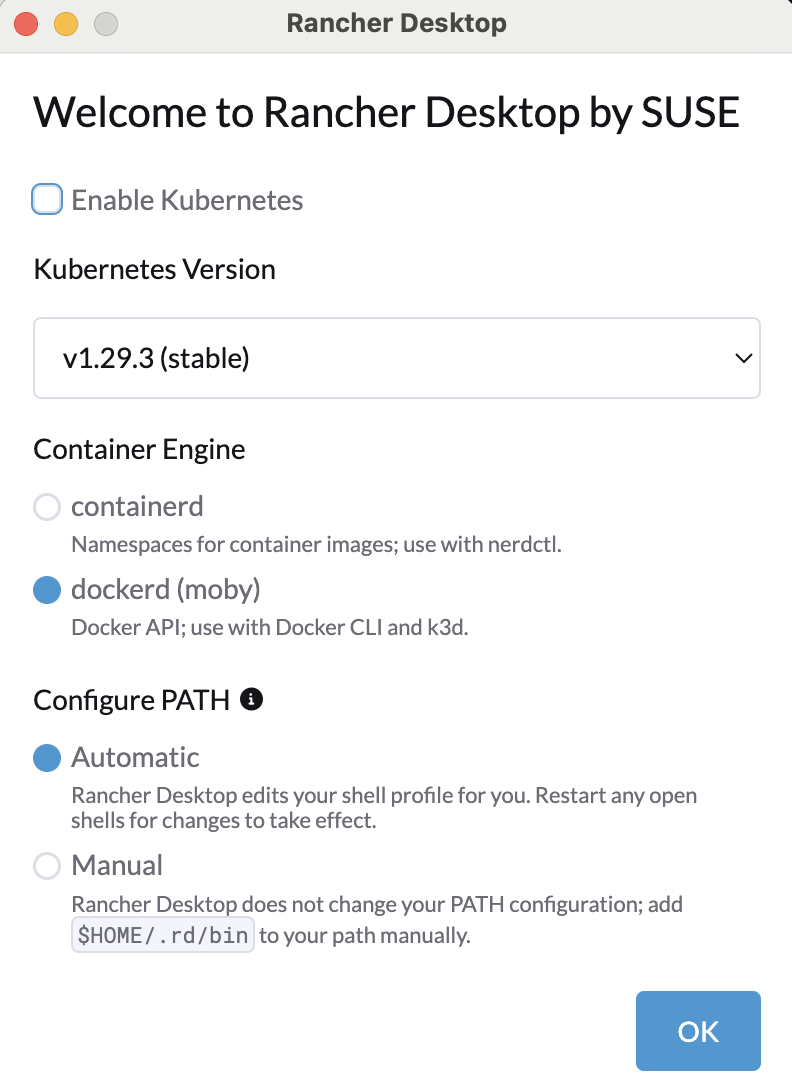 Rancher Desktop
Welcome to Rancher Desktop by SUSE
Enable Kubernetes
Kubernetes Version
v1.29.3 (stable)
Container Engine
containerd
Namespaces for container images; use with nerdctl.
dockerd (moby)
Docker API; use with Docker CLI and k3d.
Configure PATH
Automatic
Rancher Desktop edits your shell profile for you. Restart any open
shells for changes to take effect.
Manual
Rancher Desktop does not change your PATH configuration; add
$HOME/.rd/bin to your path manually.
OK